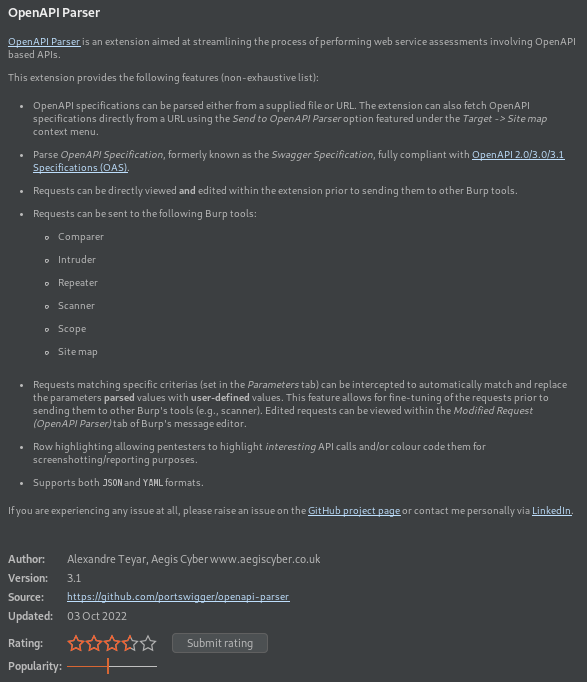 OpenAPI Parser
OpenAPI Parser is an extension aimed at streamlining the process of performing web service assessments involving OpenAPI
based APIs.
This extension provides the following features (non-exhaustive list):
• OpenAPI specifications can be parsed either from a supplied file or URL. The extension can also fetch OpenAPI
specifications directly from a URL using the Send to OpenAPI Parser option featured under the Target -> Site map
context menu.
• Parse OpenAPI Specification, formerly known as the Swagger Specification, fully compliant with OpenAPI 2.0/3.0/3.1
Specifications (OAS).
• Requests can be directly viewed and edited within the extension prior to sending them to other Burp tools.
• Requests can be sent to the following Burp tools:
◦ Comparer
◦ Intruder
◦ Repeater
◦ Scanner
◦ Scope
◦ Site map
• Requests matching specific criterias (set in the Parameters tab) can be intercepted to automatically match and replace
the parameters parsed values with user-defined values. This feature allows for fine-tuning of the requests prior to
sending them to other Burp's tools (e.g., scanner). Edited requests can be viewed within the Modified Request
(OpenAPI Parser) tab of Burp's message editor.
• Row highlighting allowing pentesters to highlight interesting API calls and/or colour code them for
screenshotting/reporting purposes.
• Supports both JSON and YAML formats.
If you are experiencing any issue at all, please raise an issue on the GitHub project page or contact me personally via LinkedIn.
Author: Alexandre Teyar, Aegis Cyber www.aegiscyber.co.uk
Version: 3.1
Source: https://github.com/portswigger/openapi-parser
Updated: 03 Oct 2022
Rating: Submit rating
Popularity: